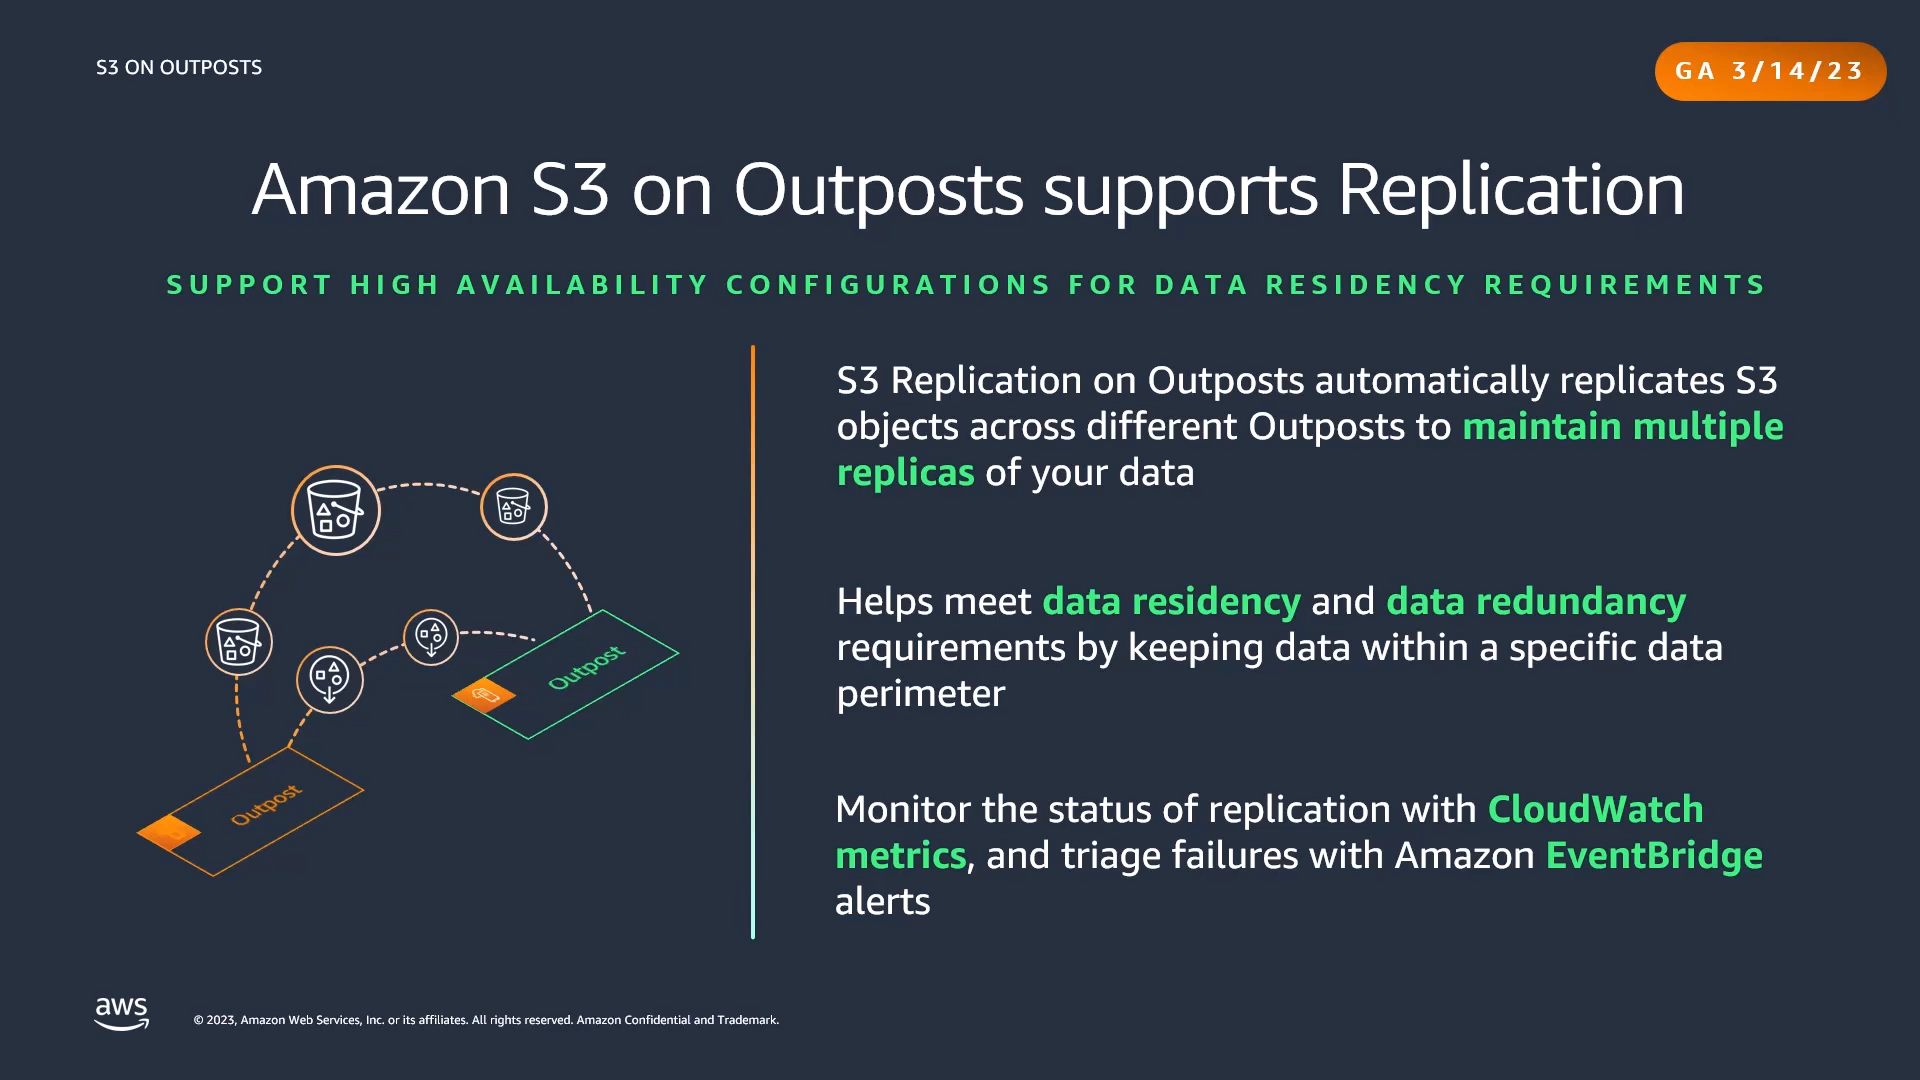 S3 ON OUTPOSTS
GA 3/14/23
Amazon S3 on Outposts supports Replication
SUPPORT HIGH AVAILABILITY CONFIGURATIONS FOR DATA RESIDENCY REQUIREMENTS
S3 Replication on Outposts automatically replicates S3
objects across different Outposts to maintain multiple
replicas of your data
Helps meet data residency and data redundancy
requirements by keeping data within a specific data
perimeter
Monitor the status of replication with CloudWatch
metrics, and triage failures with Amazon EventBridge
alerts
Outpost
Outpost
aws
© 2023, Amazon Web Services, Inc. or its affiliates. All rights reserved. Amazon Confidential and Trademark.